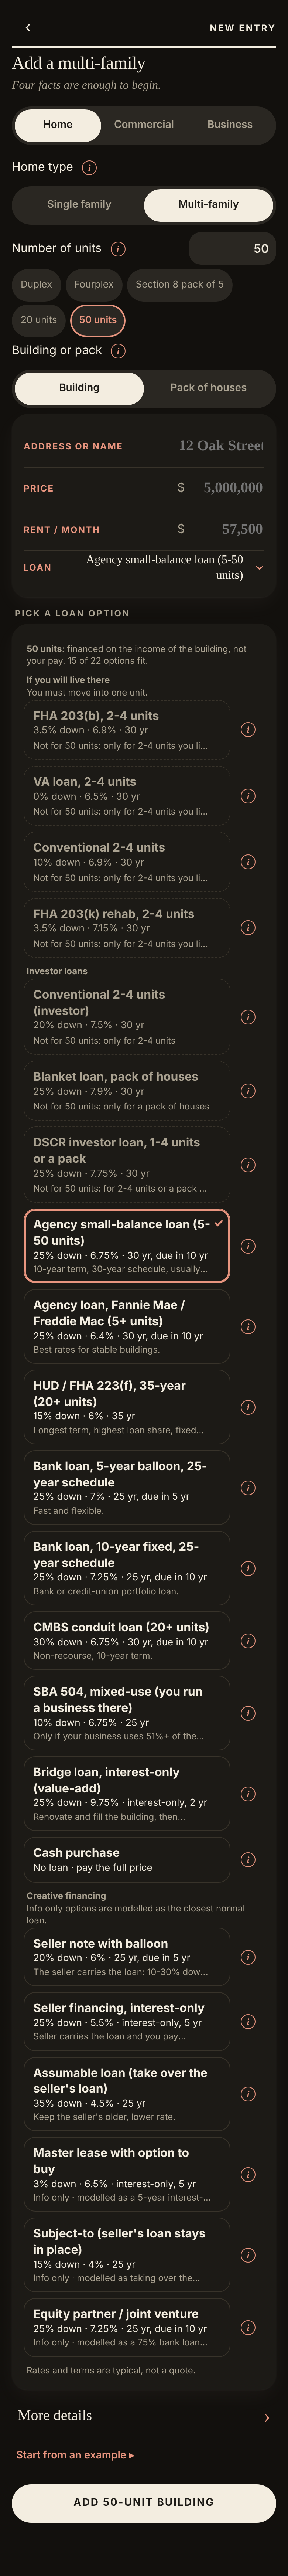 NEW ENTRY
Add a multi-family
Four facts are enough to begin.
Home Commercial Business
Home type i
Single family Multi-family
Number of units i 50
Duplex Fourplex Section 8 pack of 5
20 units 50 units
Building or pack i
Building Pack of houses
ADDRESS OR NAME 12 Oak Street
PRICE $ 5,000,000
RENT / MONTH $ 57,500
LOAN Agency small-balance loan (5-50
units)
PICK A LOAN OPTION
50 units: financed on the income of the building, not
your pay. 15 of 22 options fit.
If you will live there
You must move into one unit.
FHA 203(b), 2-4 units
3.5% down · 6.9% · 30 yr
Not for 50 units: only for 2-4 units you li...
i
VA loan, 2-4 units
0% down · 6.5% · 30 yr
Not for 50 units: only for 2-4 units you li...
i
Conventional 2-4 units
10% down · 6.9% · 30 yr
Not for 50 units: only for 2-4 units you li...
i
FHA 203(k) rehab, 2-4 units
3.5% down · 7.15% · 30 yr
Not for 50 units: only for 2-4 units you li...
i
Investor loans
Conventional 2-4 units
(investor)
20% down · 7.5% · 30 yr
Not for 50 units: only for 2-4 units
i
Blanket loan, pack of houses
25% down · 7.9% · 30 yr
Not for 50 units: only for a pack of houses
i
DSCR investor loan, 1-4 units
or a pack
25% down · 7.75% · 30 yr
Not for 50 units: for 2-4 units or a pack ...
i
Agency small-balance loan (5-
50 units)
25% down · 6.75% · 30 yr, due in 10 yr
10-year term, 30-year schedule, usually...
i
Agency loan, Fannie Mae /
Freddie Mac (5+ units)
25% down · 6.4% · 30 yr, due in 10 yr
Best rates for stable buildings.
i
HUD / FHA 223(f), 35-year
(20+ units)
15% down · 6% · 35 yr
Longest term, highest loan share, fixed...
i
Bank loan, 5-year balloon, 25-
year schedule
25% down · 7% · 25 yr, due in 5 yr
Fast and flexible.
i
Bank loan, 10-year fixed, 25-
year schedule
25% down · 7.25% · 25 yr, due in 10 yr
Bank or credit-union portfolio loan.
i
CMBS conduit loan (20+ units)
30% down · 6.75% · 30 yr, due in 10 yr
Non-recourse, 10-year term.
i
SBA 504, mixed-use (you run
a business there)
10% down · 6.75% · 25 yr
Only if your business uses 51%+ of the...
i
Bridge loan, interest-only
(value-add)
25% down · 9.75% · interest-only, 2 yr
Renovate and fill the building, then...
i
Cash purchase
No loan · pay the full price
i
Creative financing
Info only options are modelled as the closest normal
loan.
Seller note with balloon
20% down · 6% · 25 yr, due in 5 yr
The seller carries the loan: 10-30% dow...
i
Seller financing, interest-only
25% down · 5.5% · interest-only, 5 yr
Seller carries the loan and you pay...
i
Assumable loan (take over the
seller's loan)
35% down · 4.5% · 25 yr
Keep the seller's older, lower rate.
i
Master lease with option to
buy
3% down · 6.5% · interest-only, 5 yr
Info only · modelled as a 5-year interest-...
i
Subject-to (seller's loan stays
in place)
15% down · 4% · 25 yr
Info only · modelled as taking over the...
i
Equity partner / joint venture
25% down · 7.25% · 25 yr, due in 10 yr
Info only · modelled as a 75% bank loan...
i
Rates and terms are typical, not a quote.
More details
Start from an example ▸
ADD 50-UNIT BUILDING